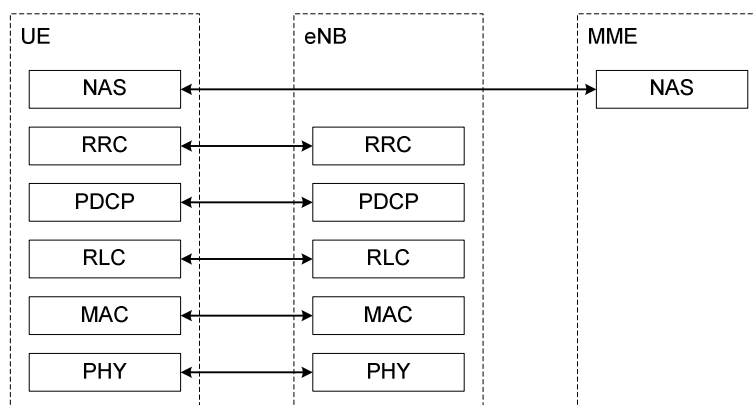 UE eNB MME
NAS NAS
RRC RRC
PDCP PDCP
RLC RLC
MAC MAC
PHY PHY